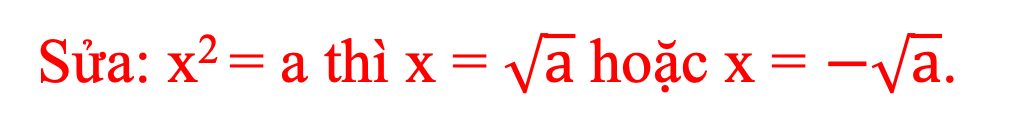 Sửa: x² = a thì x = √a hoặc x = −√a.